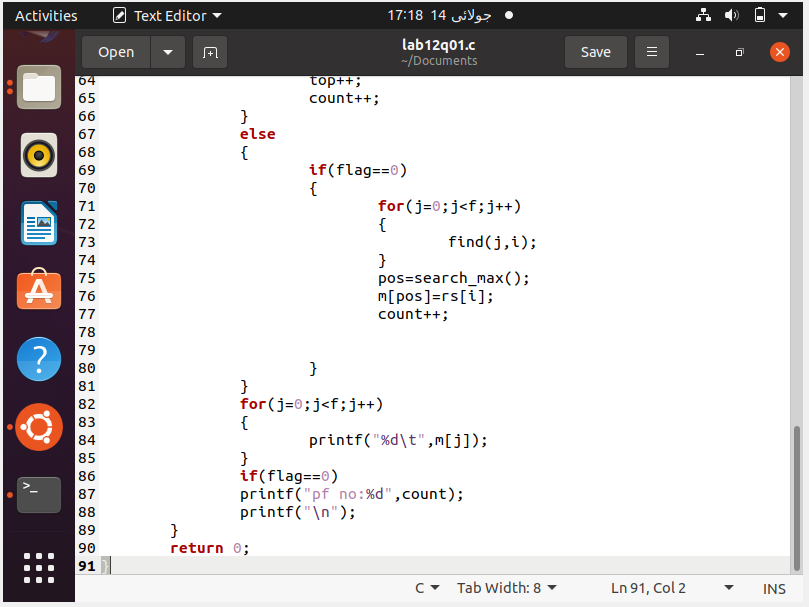 Activities Text Editor 17:18 14 جولائی
Open lab12q01.c Save
~/Documents
64 top++;
65 count++;
66 }
67 else
68 {
69 if(flag==0)
70 {
71 for(j=0;j<f;j++)
72 {
73 find(j,i);
74 }
75 pos=search_max();
76 m[pos]=rs[i];
77 count++;
78
79
80 }
81 }
82 for(j=0;j<f;j++)
83 {
84 printf("%d\t",m[j]);
85 }
86 if(flag==0)
87 printf("pf no:%d",count);
88 printf("\n");
89 }
90 return 0;
91 }
C Tab Width: 8 Ln 91, Col 2 INS